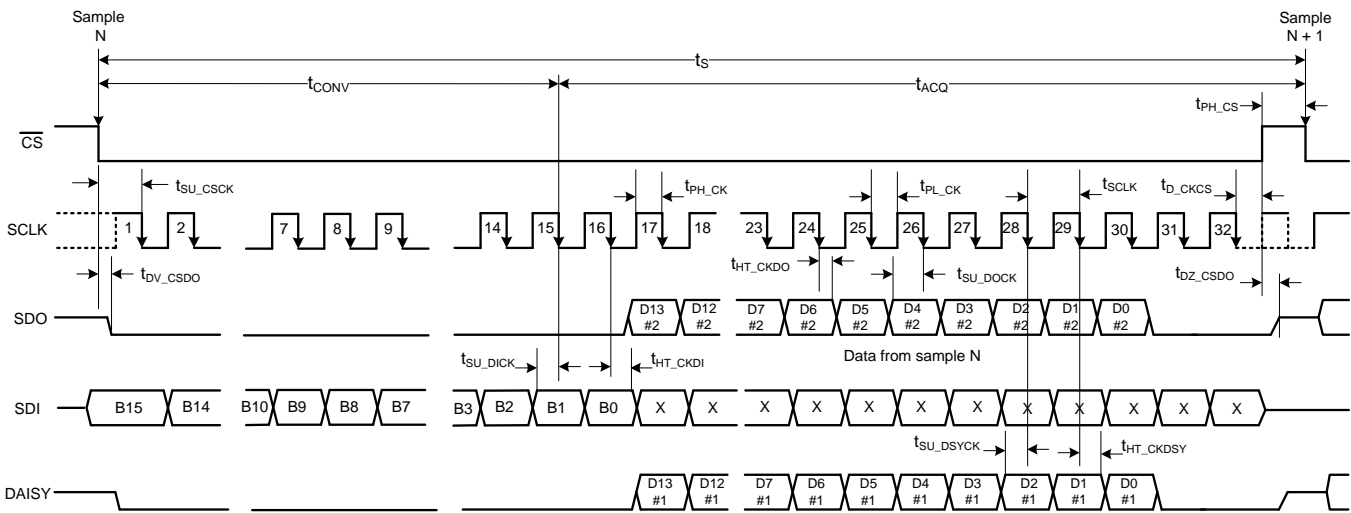 Sample
N
Sample
N + 1
tS
tCONV
tACQ
tPH_CS
CS
tSU_CSCK
tPH_CK
tPL_CK
tSCLK
tD_CKCS
SCLK
1 2 7 8 9 14 15 16 17 18 23 24 25 26 27 28 29 30 31 32
tDV_CSDO
tHT_CKDO
tSU_DOCK
tDZ_CSDO
SDO
D13 D12 D7 D6 D5 D4 D3 D2 D1 D0
#2 #2 #2 #2 #2 #2 #2 #2 #2 #2
tSU_DICK
tHT_CKDI
Data from sample N
SDI
B15 B14 B10 B9 B8 B7 B3 B2 B1 B0 X X X X X X X X X X X X
tSU_DSYCK
tHT_CKDSY
DAISY
D13 D12 D7 D6 D5 D4 D3 D2 D1 D0
#1 #1 #1 #1 #1 #1 #1 #1 #1 #1